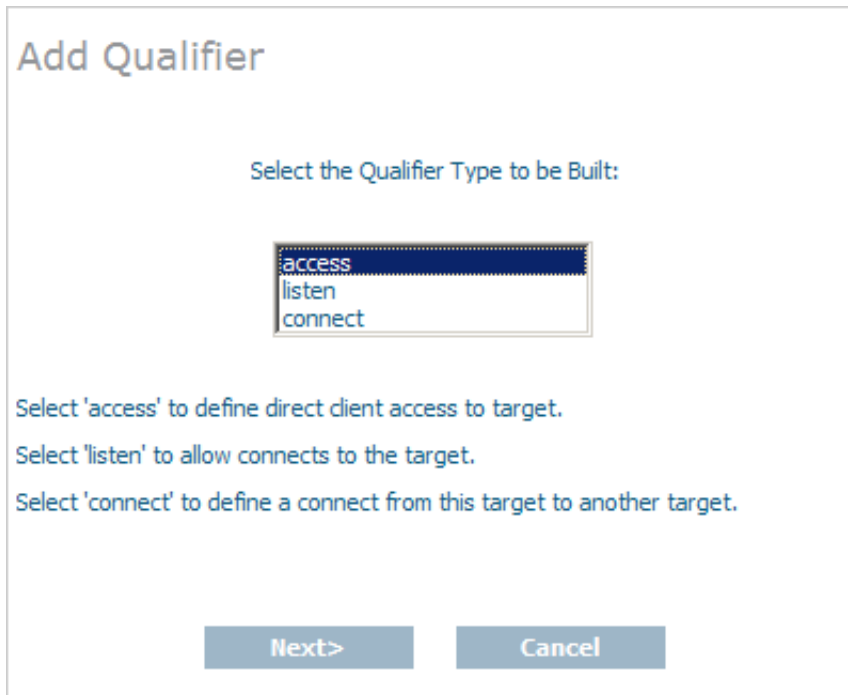 Add Qualifier
Select the Qualifier Type to be Built:
access
listen
connect
Select 'access' to define direct client access to target.
Select 'listen' to allow connects to the target.
Select 'connect' to define a connect from this target to another target.
Next> Cancel